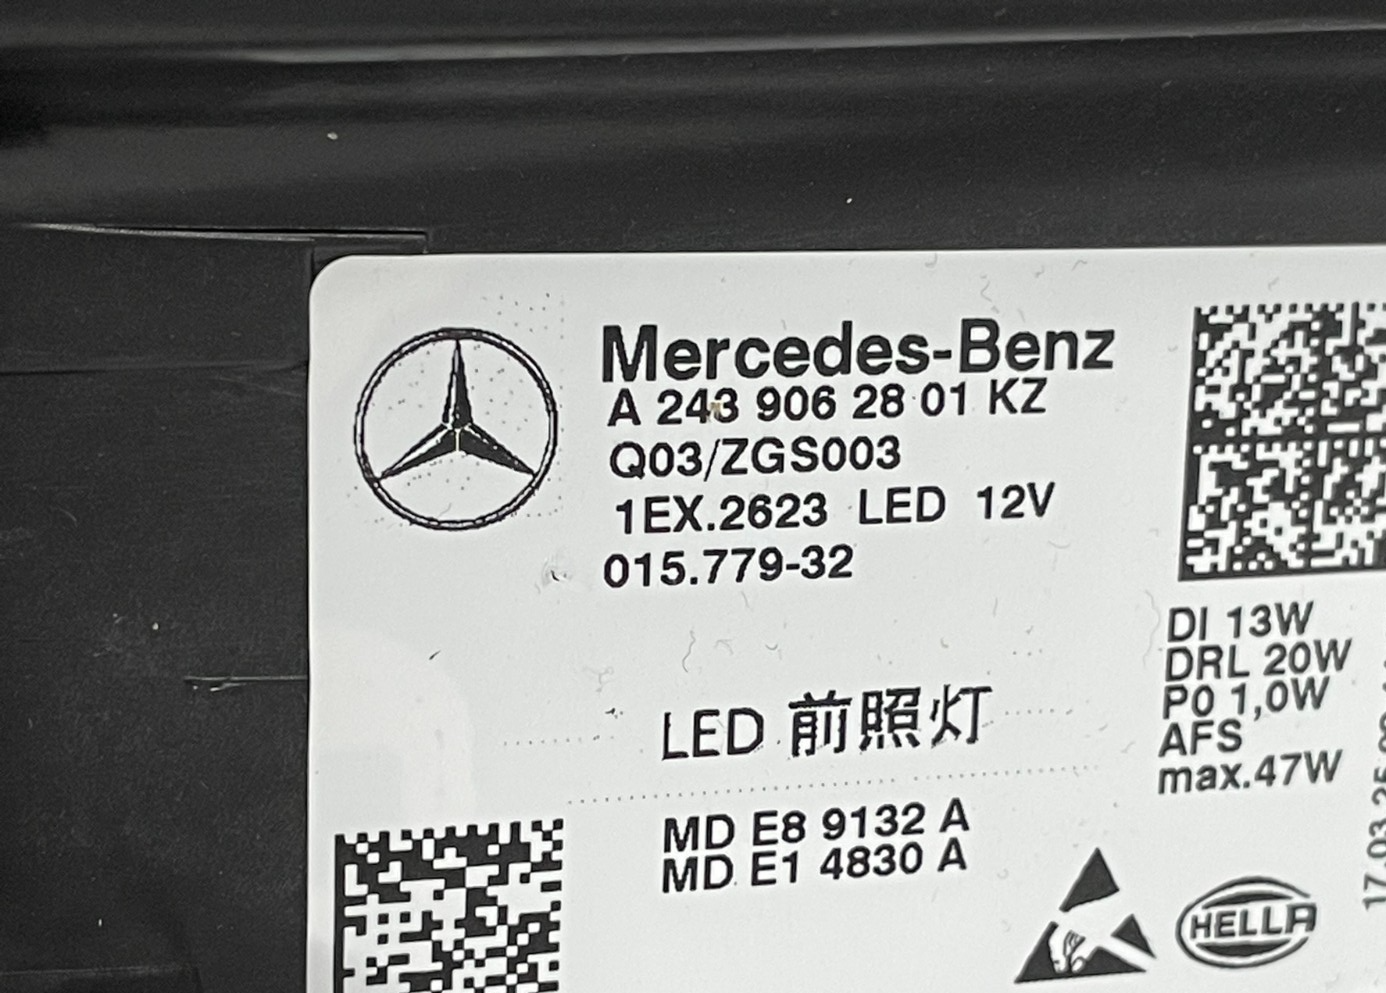 Mercedes-Benz
A 243 906 28 01 KZ
Q03/ZGS003
1EX.2623 LED 12V
015.779-32
DI 13W
DRL 20W
P0 1,0W
AFS
max.47W
LED 前照灯
MD E8 9132 A
MD E1 4830 A
HELLA